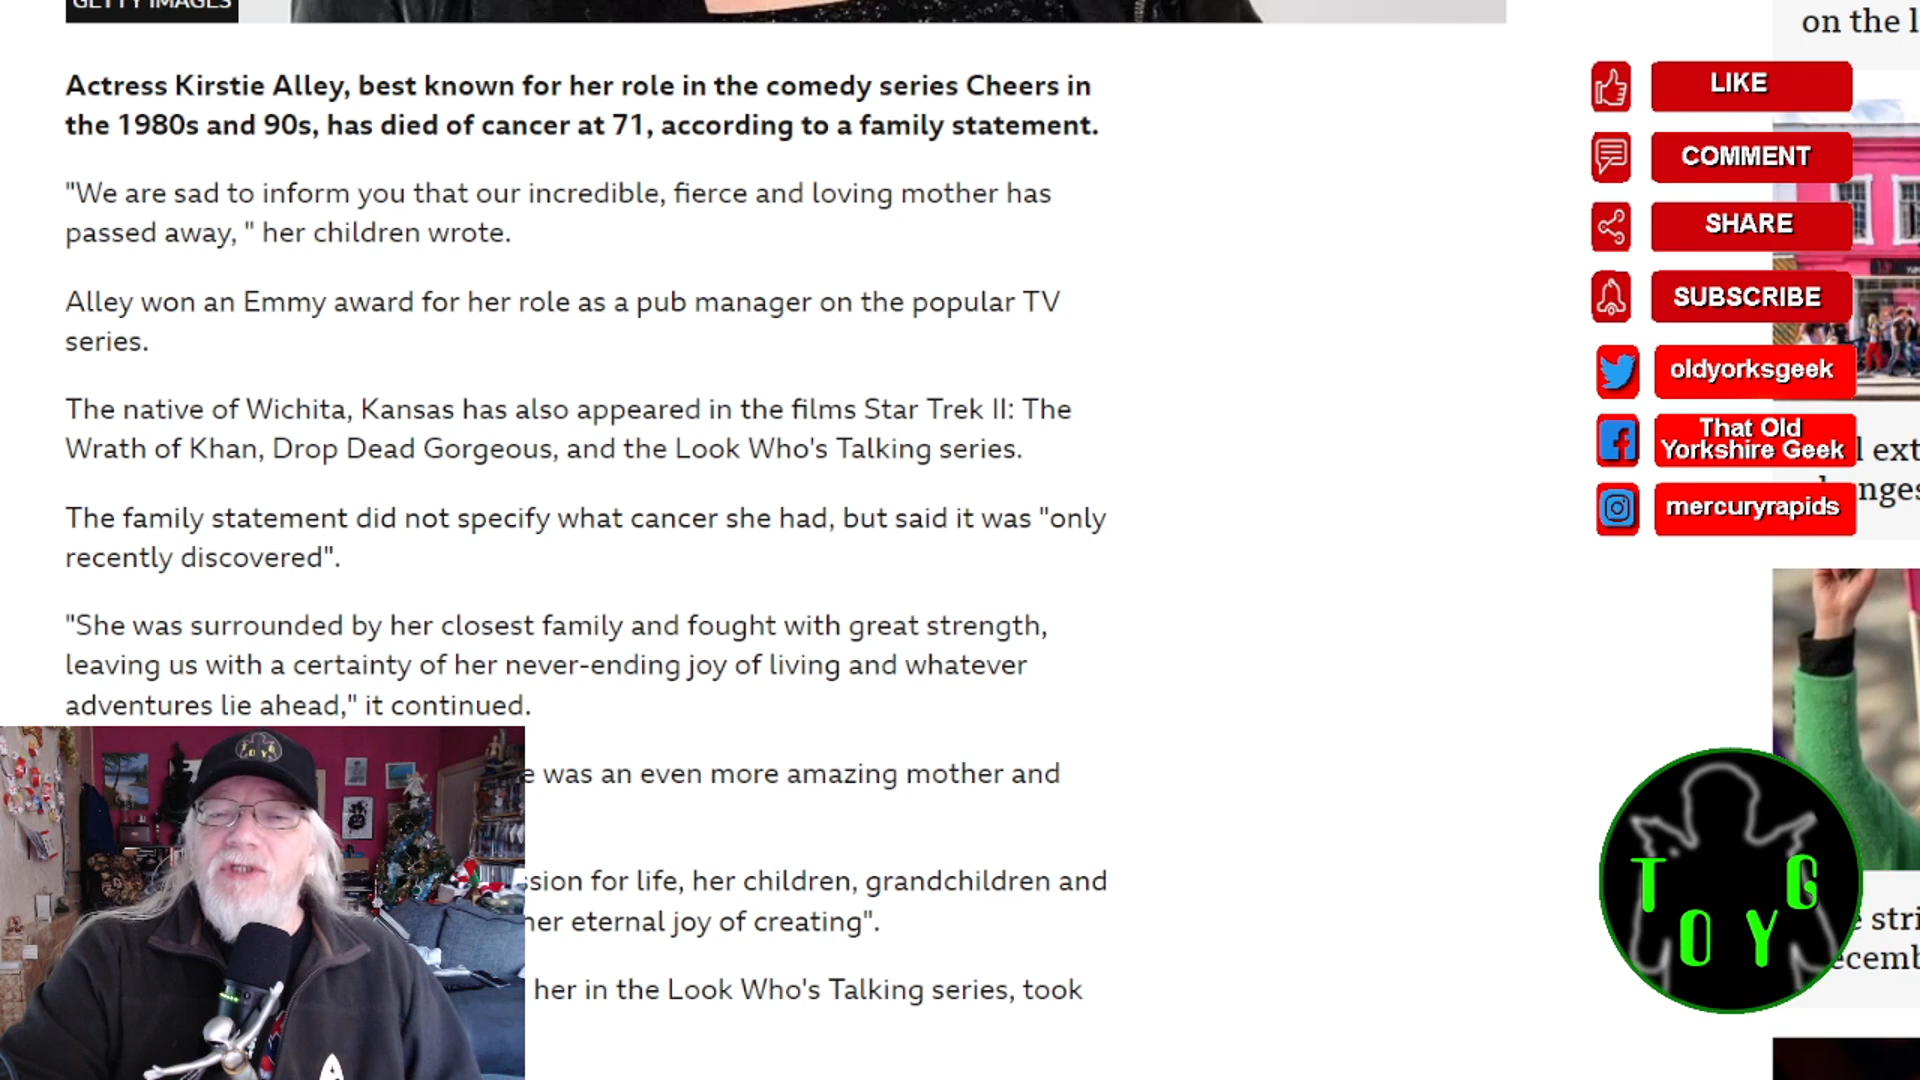 GETTY IMAGES
on the l
Actress Kirstie Alley, best known for her role in the comedy series Cheers in
the 1980s and 90s, has died of cancer at 71, according to a family statement.
"We are sad to inform you that our incredible, fierce and loving mother has
passed away, " her children wrote.
Alley won an Emmy award for her role as a pub manager on the popular TV
series.
The native of Wichita, Kansas has also appeared in the films Star Trek II: The
Wrath of Khan, Drop Dead Gorgeous, and the Look Who's Talking series.
The family statement did not specify what cancer she had, but said it was "only
recently discovered".
"She was surrounded by her closest family and fought with great strength,
leaving us with a certainty of her never-ending joy of living and whatever
adventures lie ahead," it continued.
e was an even more amazing mother and
ssion for life, her children, grandchildren and
her eternal joy of creating".
her in the Look Who's Talking series, took
LIKE
COMMENT
SHARE
SUBSCRIBE
oldyorksgeek
That Old
Yorkshire Geek
mercuryrapids
l ext
nges
T O Y G
e stri
ecemb